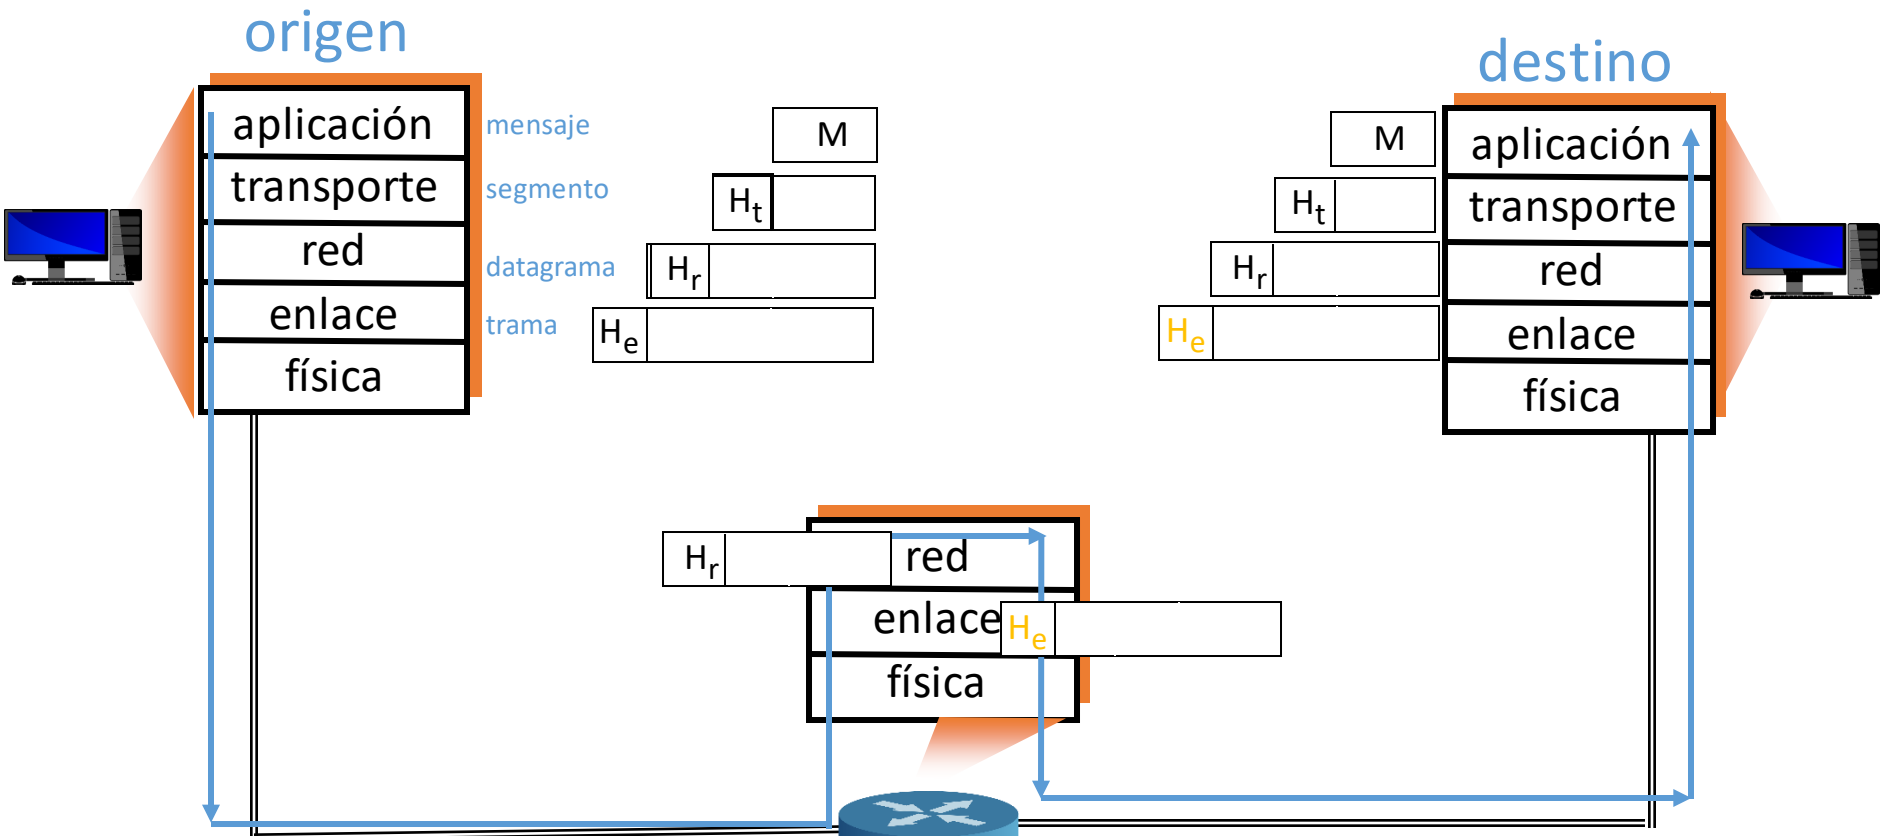 origen
destino
aplicación
transporte
red
enlace
física
mensaje
segmento
datagrama
trama
M
Ht
Hr
He
M
Ht
Hr
He
aplicación
transporte
red
enlace
física
Hr
red
enlace
He
física